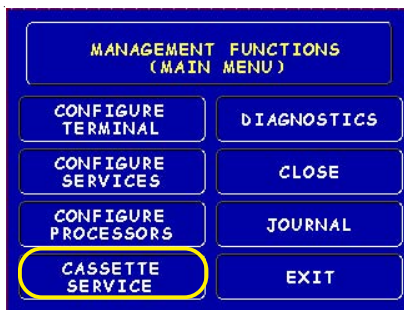 MANAGEMENT FUNCTIONS
(MAIN MENU)
CONFIGURE
TERMINAL
DIAGNOSTICS
CONFIGURE
SERVICES
CLOSE
CONFIGURE
PROCESSORS
JOURNAL
CASSETTE
SERVICE
EXIT